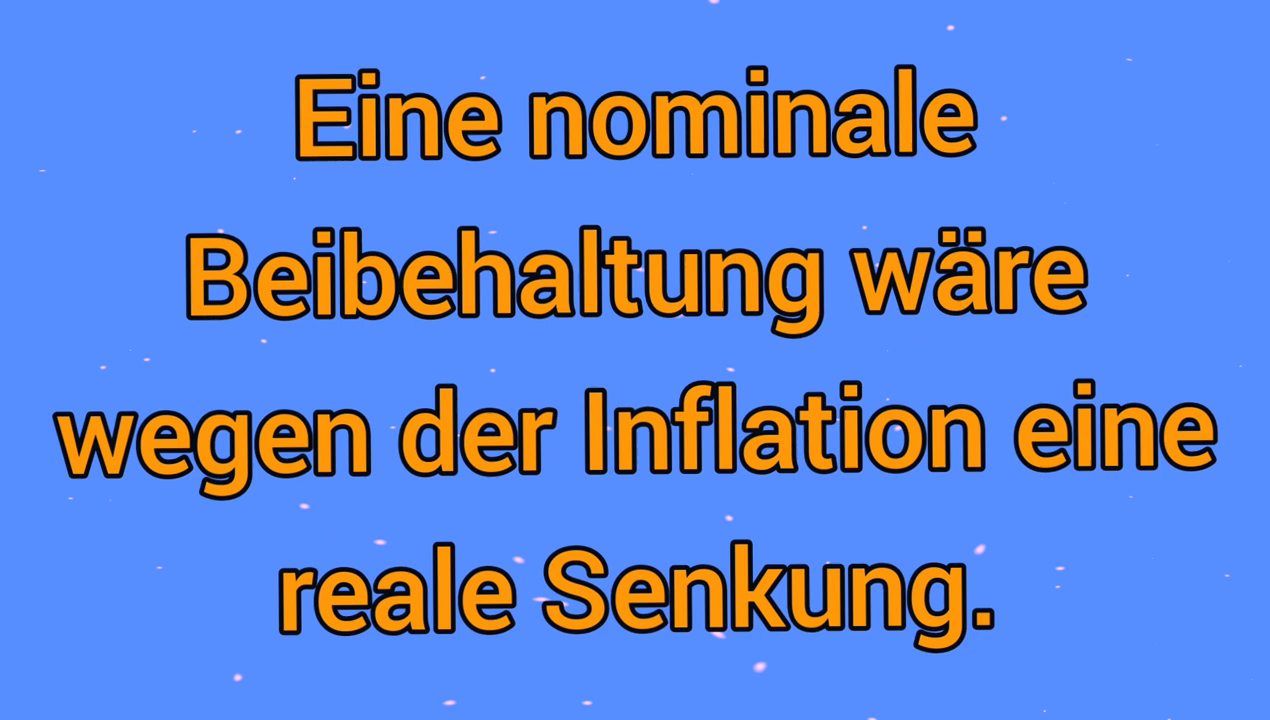 Eine nominale
Beibehaltung wäre
wegen der Inflation eine
reale Senkung.